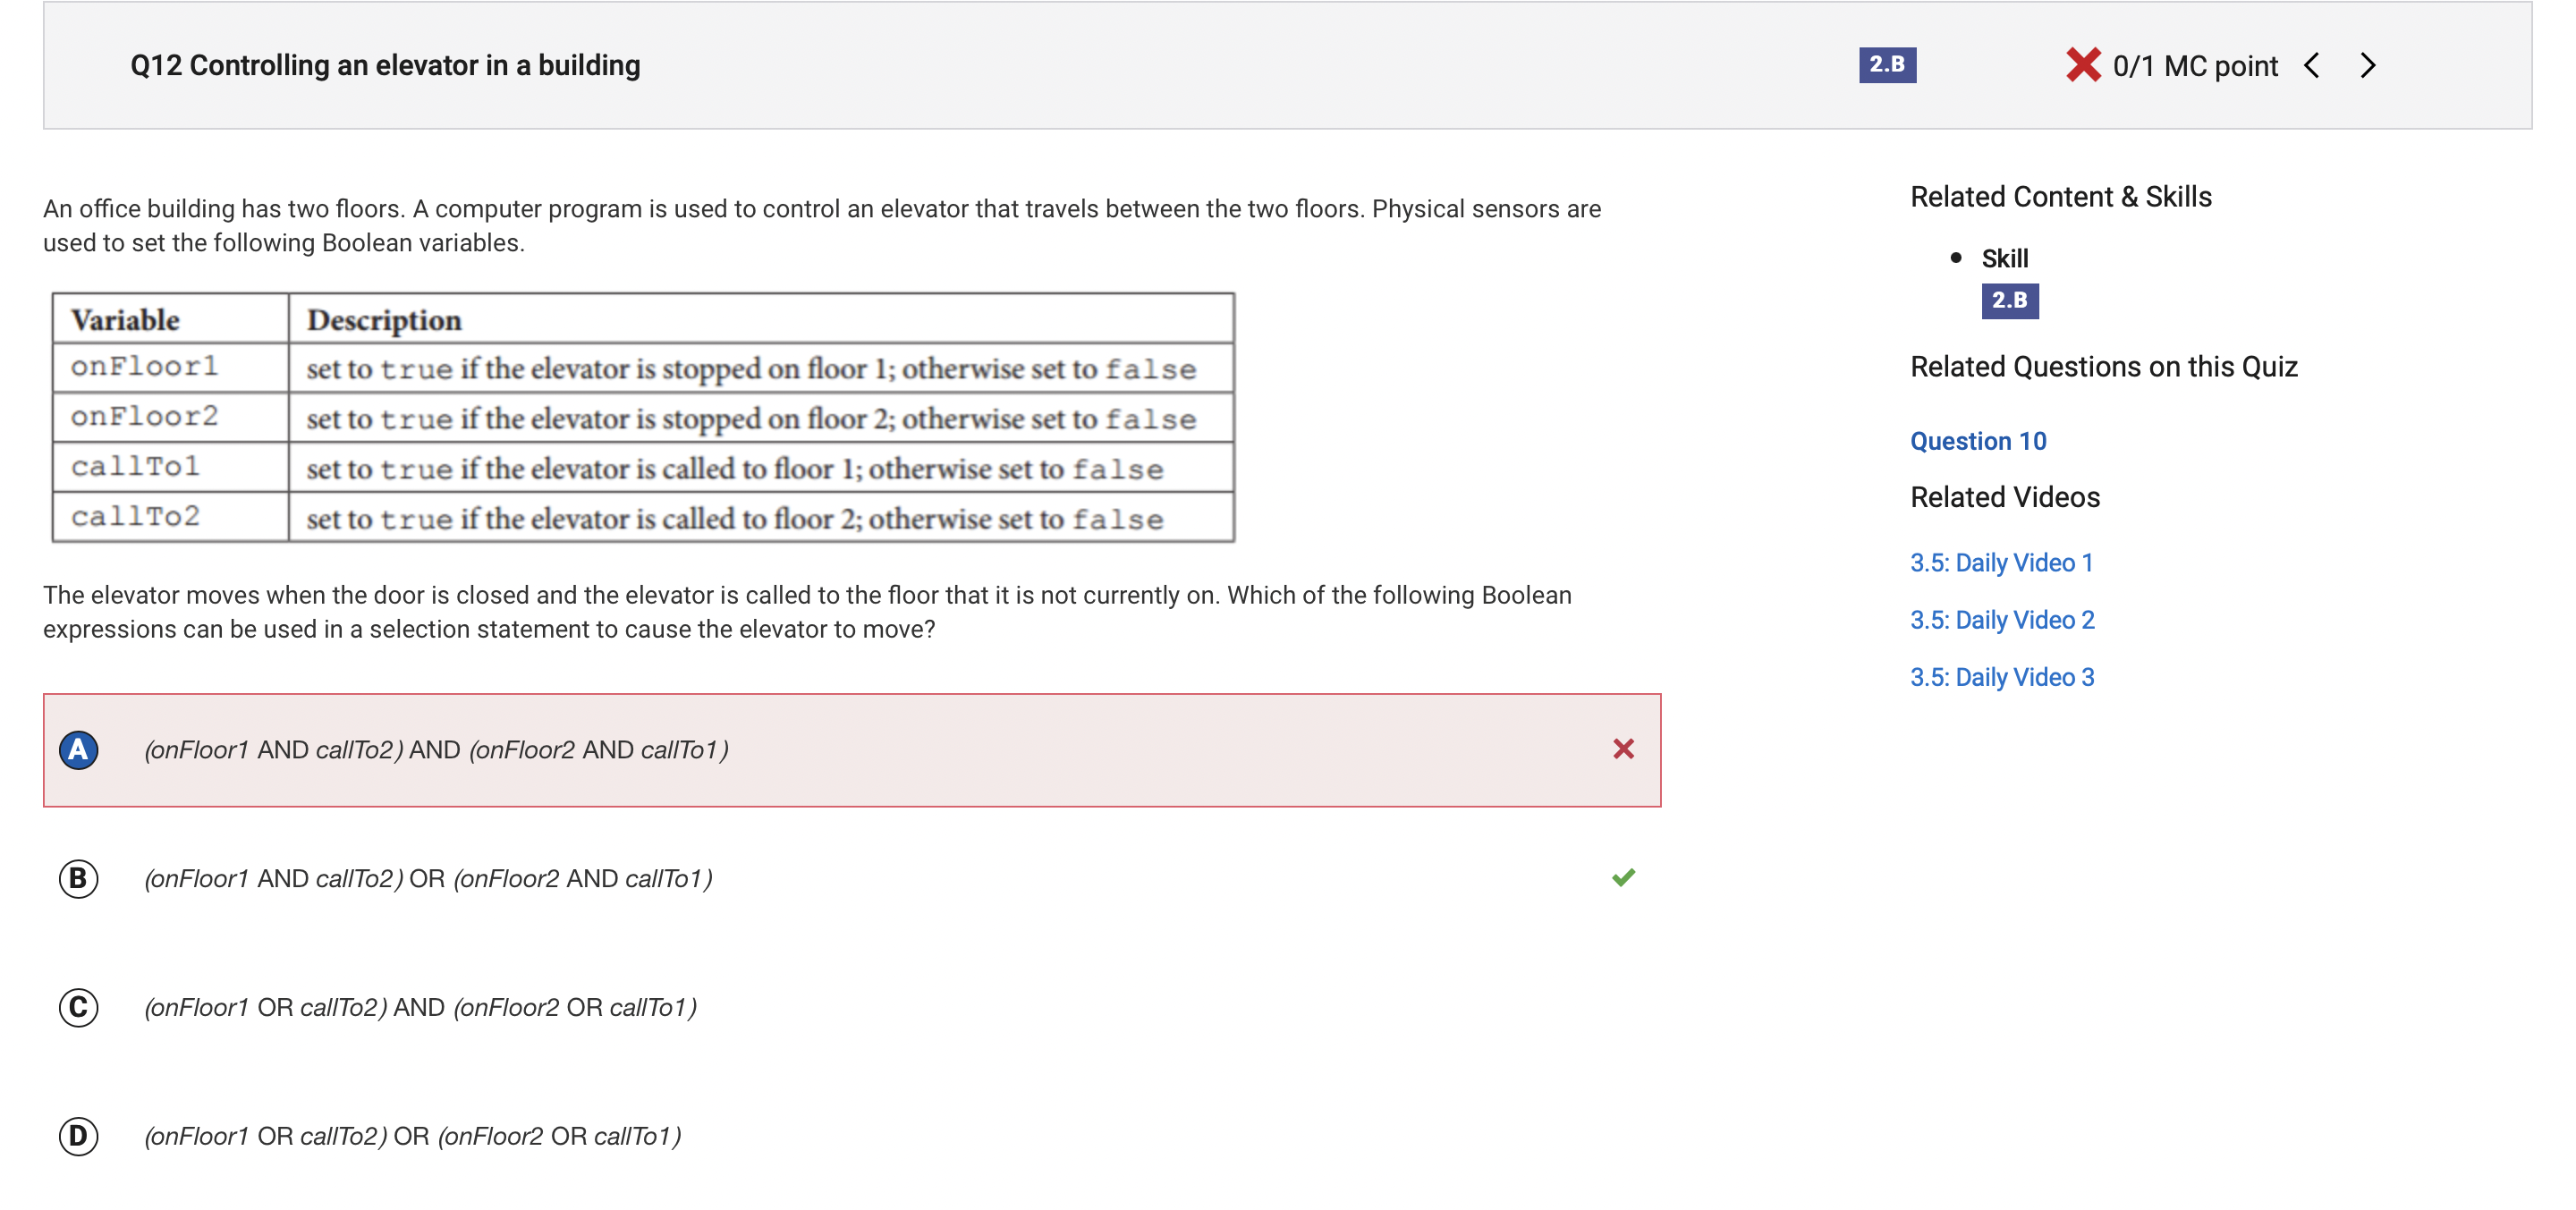 Q12 Controlling an elevator in a building
2.B
0/1 MC point
An office building has two floors. A computer program is used to control an elevator that travels between the two floors. Physical sensors are
used to set the following Boolean variables.
Variable Description
onFloor1 set to true if the elevator is stopped on floor 1; otherwise set to false
onFloor2 set to true if the elevator is stopped on floor 2; otherwise set to false
callTo1 set to true if the elevator is called to floor 1; otherwise set to false
callTo2 set to true if the elevator is called to floor 2; otherwise set to false
The elevator moves when the door is closed and the elevator is called to the floor that it is not currently on. Which of the following Boolean
expressions can be used in a selection statement to cause the elevator to move?
A (onFloor1 AND callTo2) AND (onFloor2 AND callTo1)
B (onFloor1 AND callTo2) OR (onFloor2 AND callTo1)
C (onFloor1 OR callTo2) AND (onFloor2 OR callTo1)
D (onFloor1 OR callTo2) OR (onFloor2 OR callTo1)
Related Content & Skills
Skill
2.B
Related Questions on this Quiz
Question 10
Related Videos
3.5: Daily Video 1
3.5: Daily Video 2
3.5: Daily Video 3